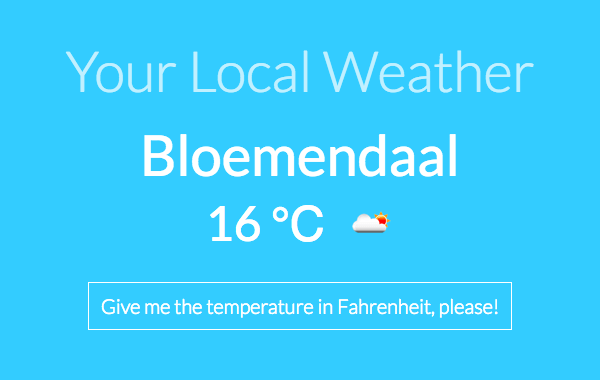 Your Local Weather
Bloemendaal
16 °C
Give me the temperature in Fahrenheit, please!